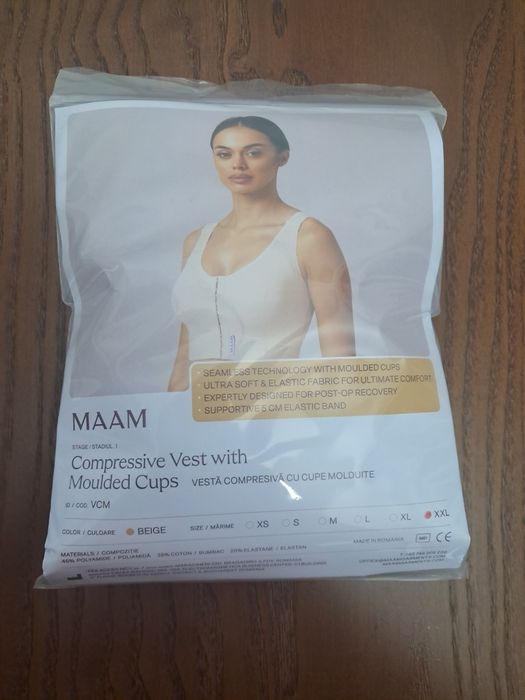 MAAM
SEAMLESS TECHNOLOGY WITH MOULDED CUPS
ULTRA SOFT & ELASTIC FABRIC FOR ULTIMATE COMFORT
EXPERTLY DESIGNED FOR POST-OP RECOVERY
SUPPORTIVE 5 CM ELASTIC BAND
MAAM
STAGE / STADIUL 1
Compressive Vest with
Moulded Cups VESTĂ COMPRESIVĂ CU CUPE MOLDUITE
ID / COD: VCM
COLOR / CULOARE BEIGE SIZE / MĂRIME XS S M L XL XXL
MATERIALS / COMPOZIȚIE MADE IN ROMANIA MD CE
46% POLYAMIDE / POLIAMIDĂ 20% ELASTANE / ELASTAN